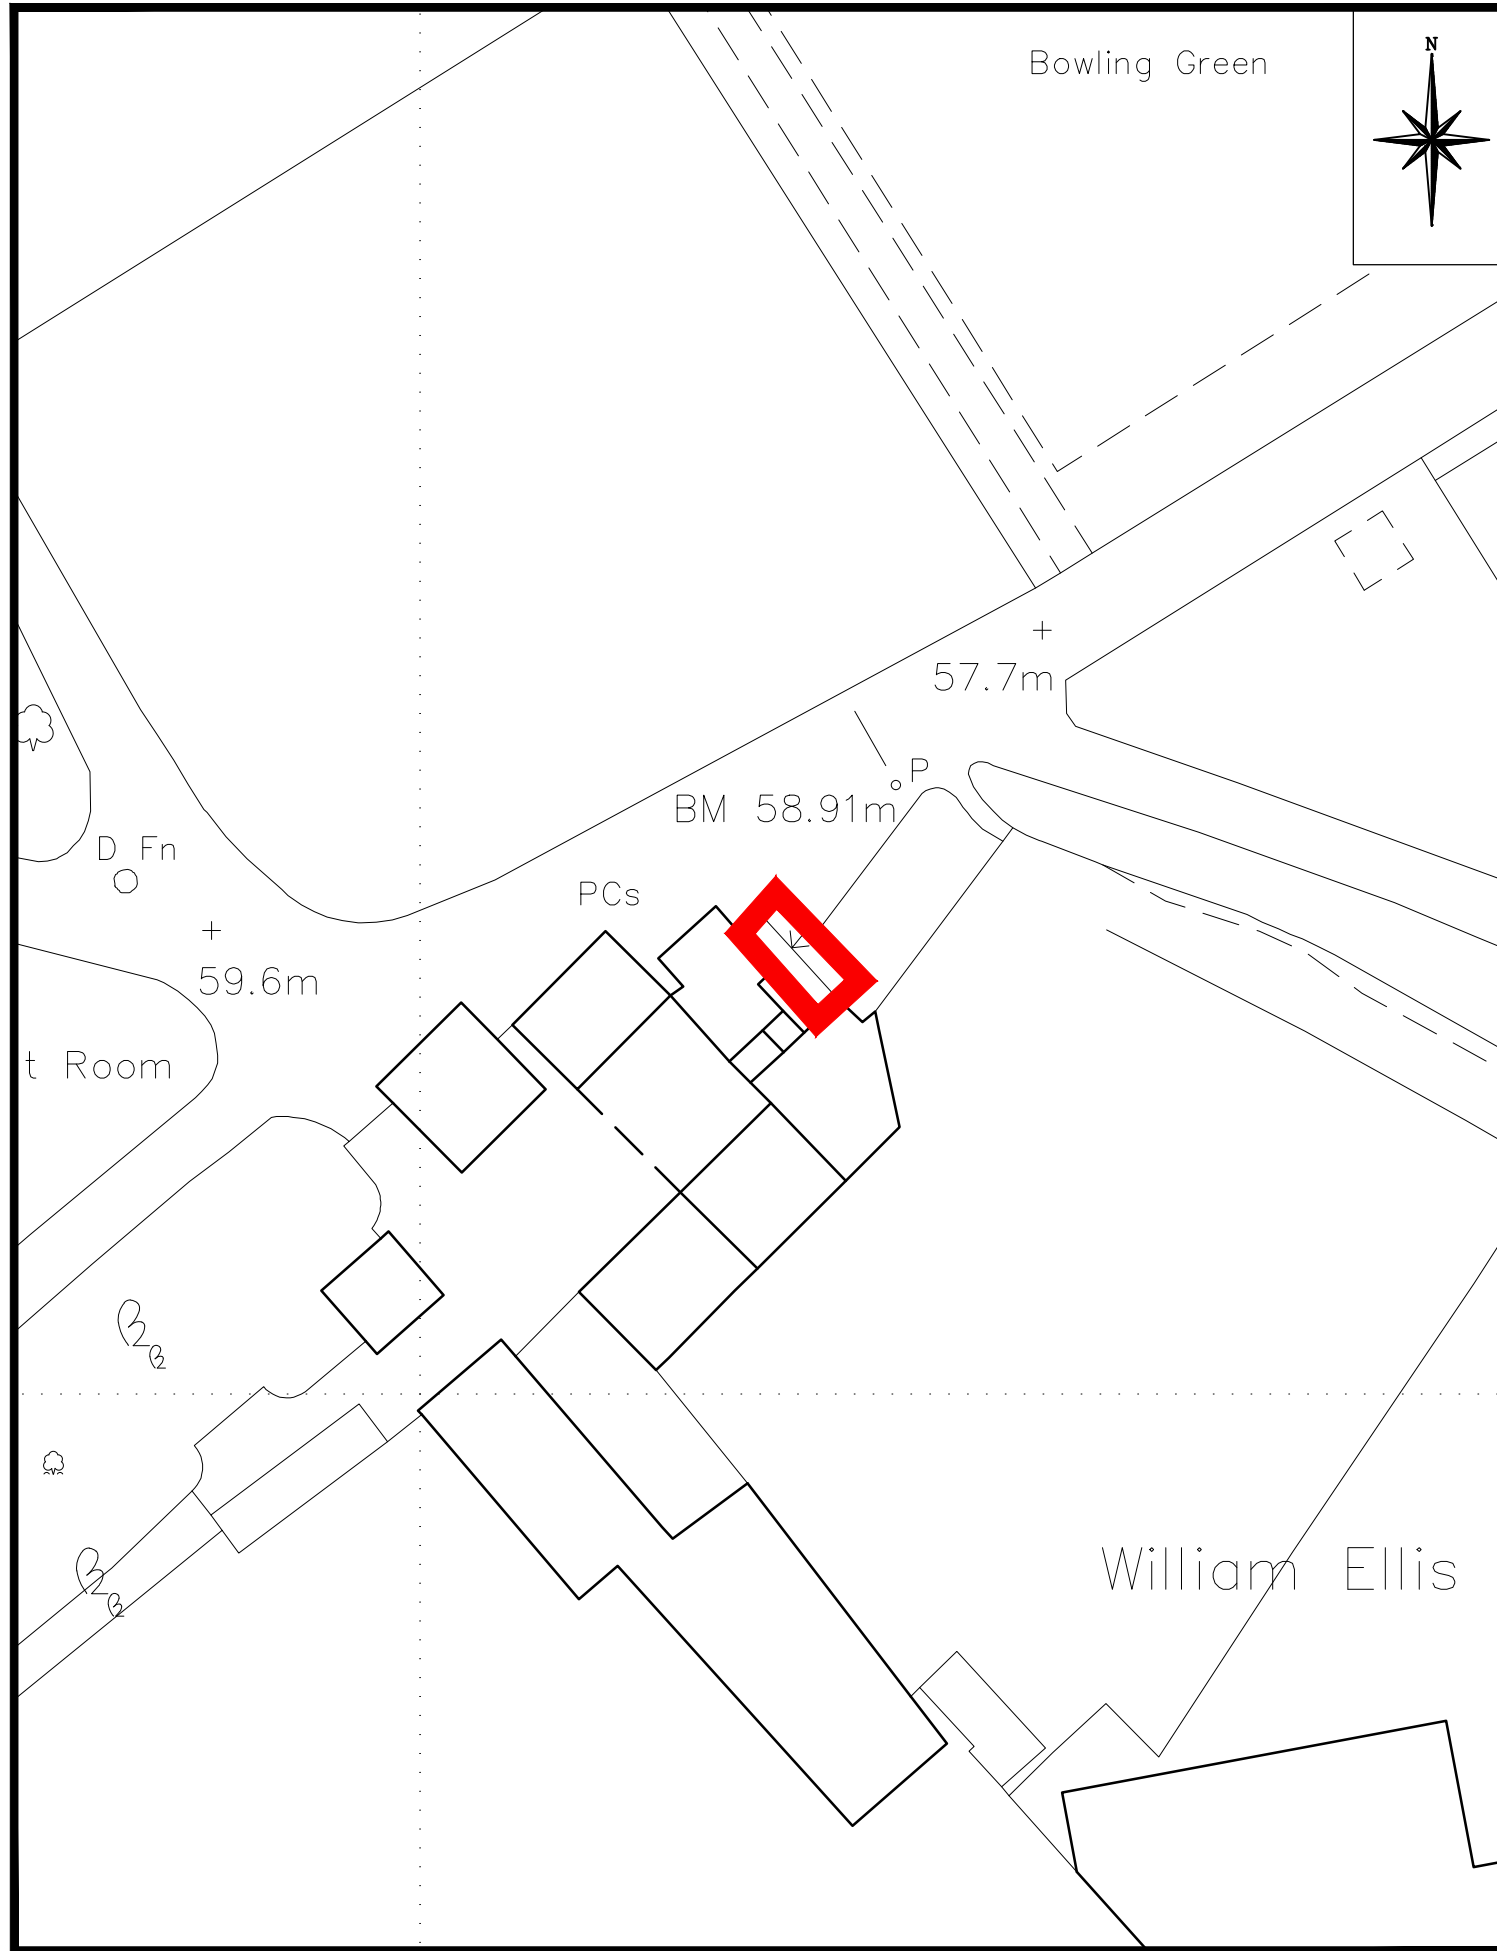 N
Bowling Green
57.7m
P
BM 58.91m
D Fn
PCs
59.6m
t Room
William Ellis